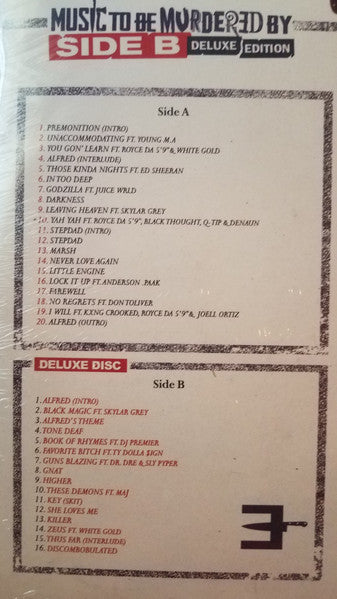 MUSIC TO BE MURDERED BY
SIDE B DELUXE EDITION
Side A
1. PREMONITION (INTRO)
2. UNACCOMMODATING FT. YOUNG M.A
3. YOU GON' LEARN FT. ROYCE DA 5'9" & WHITE GOLD
4. ALFRED (INTERLUDE)
5. THOSE KINDA NIGHTS FT. ED SHEERAN
6. IN TOO DEEP
7. GODZILLA FT. JUICE WRLD
8. DARKNESS
9. LEAVING HEAVEN FT. SKYLAR GREY
10. YAH YAH FT. ROYCE DA 5'9", BLACK THOUGHT, Q-TIP & DENAUN
11. STEPDAD (INTRO)
12. STEPDAD
13. MARSH
14. NEVER LOVE AGAIN
15. LITTLE ENGINE
16. LOCK IT UP FT. ANDERSON .PAAK
17. FAREWELL
18. NO REGRETS FT. DON TOLIVER
19. I WILL FT. KXNG CROOKED, ROYCE DA 5'9" &, JOELL ORTIZ
20. ALFRED (OUTRO)
DELUXE DISC
Side B
1. ALFRED (INTRO)
2. BLACK MAGIC FT. SKYLAR GREY
3. ALFRED'S THEME
4. TONE DEAF
5. BOOK OF RHYMES FT. DJ PREMIER
6. FAVORITE BITCH FT. TY DOLLA $IGN
7. GUNS BLAZING FT. DR. DRE & SLY PYPER
8. GNAT
9. HIGHER
10. THESE DEMONS FT. MAJ
11. KEY (SKIT)
12. SHE LOVES ME
13. KILLER
14. ZEUS FT. WHITE GOLD
15. THUS FAR (INTERLUDE)
16. DISCOMBOBULATED